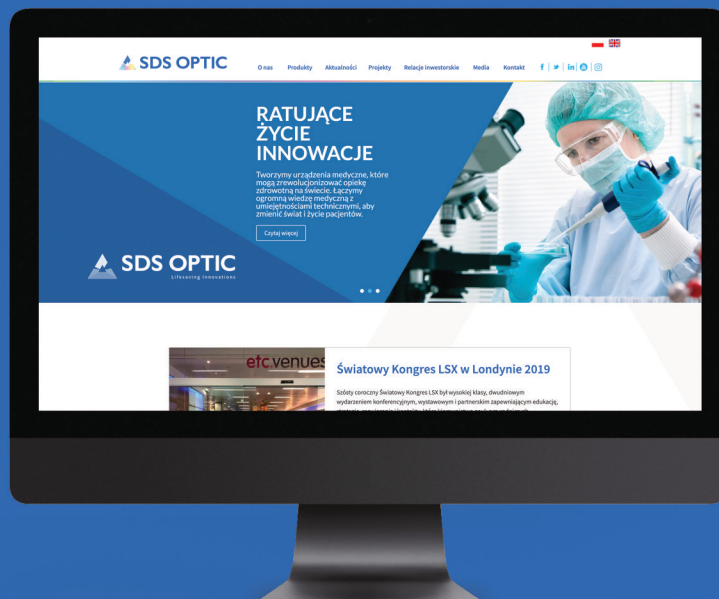 SDS OPTIC
O nas Produkty Aktualności Projekty Relacje inwestorskie Media Kontakt
RATUJĄCE
ŻYCIE
INNOWACJE
Tworzymy urządzenia medyczne, które
mogą zrewolucjonizować opiekę
zdrowotną na świecie. Łączymy
ogromną wiedzę medyczną z
umiejętnościami technicznymi, aby
zmienić świat i życie pacjentów.
Czytaj więcej
SDS OPTIC
Lifesaving Innovations
etc.venues
Światowy Kongres LSX w Londynie 2019
Szósty coroczny Światowy Kongres LSX był wysokiej klasy, dwudniowym
wydarzeniem konferencyjnym, wystawowym i partnerskim zapewniającym edukację,